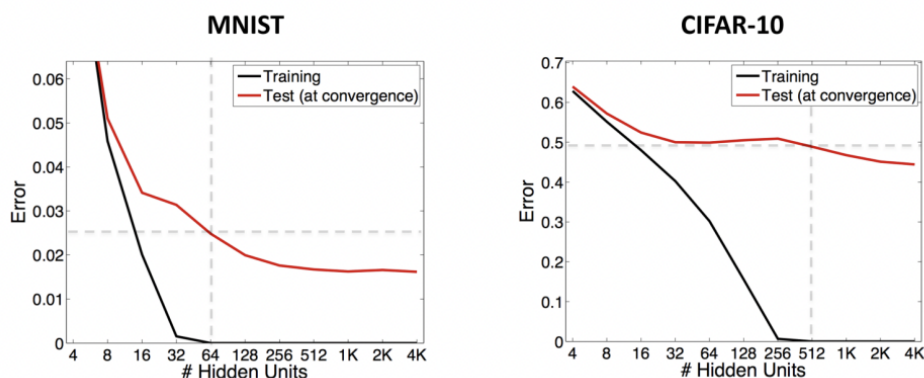 MNIST
0.06
0.05
0.04
0.03
0.02
0.01
0
Error
Training
Test (at convergence)
4 8 16 32 64 128 256 512 1K 2K 4K
# Hidden Units
CIFAR-10
0.7
0.6
0.5
0.4
0.3
0.2
0.1
0
Error
Training
Test (at convergence)
4 8 16 32 64 128 256 512 1K 2K 4K
# Hidden Units